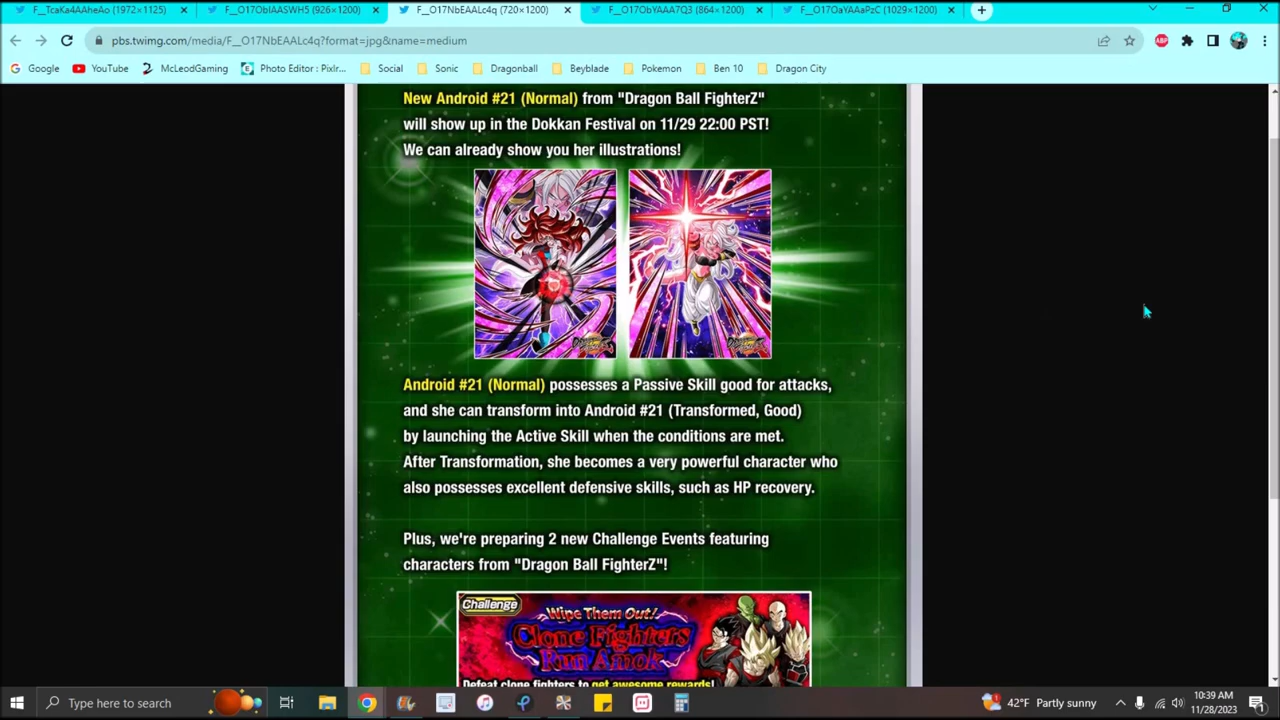 F__TcaKa4AAheAo (1972×1125)
F__O17ObIAASWH5 (926×1200)
F__O17NbEAALc4q (720×1200)
F__O17ObYAAA7Q3 (864×1200)
F__O17OaYAAaPzC (1029×1200)
pbs.twimg.com/media/F__O17NbEAALc4q?format=jpg&name=medium
ABP
Google
YouTube
McLeodGaming
Photo Editor : Pixlr...
Social
Sonic
Dragonball
Beyblade
Pokemon
Ben 10
Dragon City
New Android #21 (Normal) from "Dragon Ball FighterZ"
will show up in the Dokkan Festival on 11/29 22:00 PST!
We can already show you her illustrations!
Android #21 (Normal) possesses a Passive Skill good for attacks,
and she can transform into Android #21 (Transformed, Good)
by launching the Active Skill when the conditions are met.
After Transformation, she becomes a very powerful character who
also possesses excellent defensive skills, such as HP recovery.
Plus, we're preparing 2 new Challenge Events featuring
characters from "Dragon Ball FighterZ"!
Challenge
Wipe Them Out!
Clone Fighters
Run Amok
Defeat clone fighters to get awesome rewards!
Type here to search
42°F Partly sunny
10:39 AM
11/28/2023